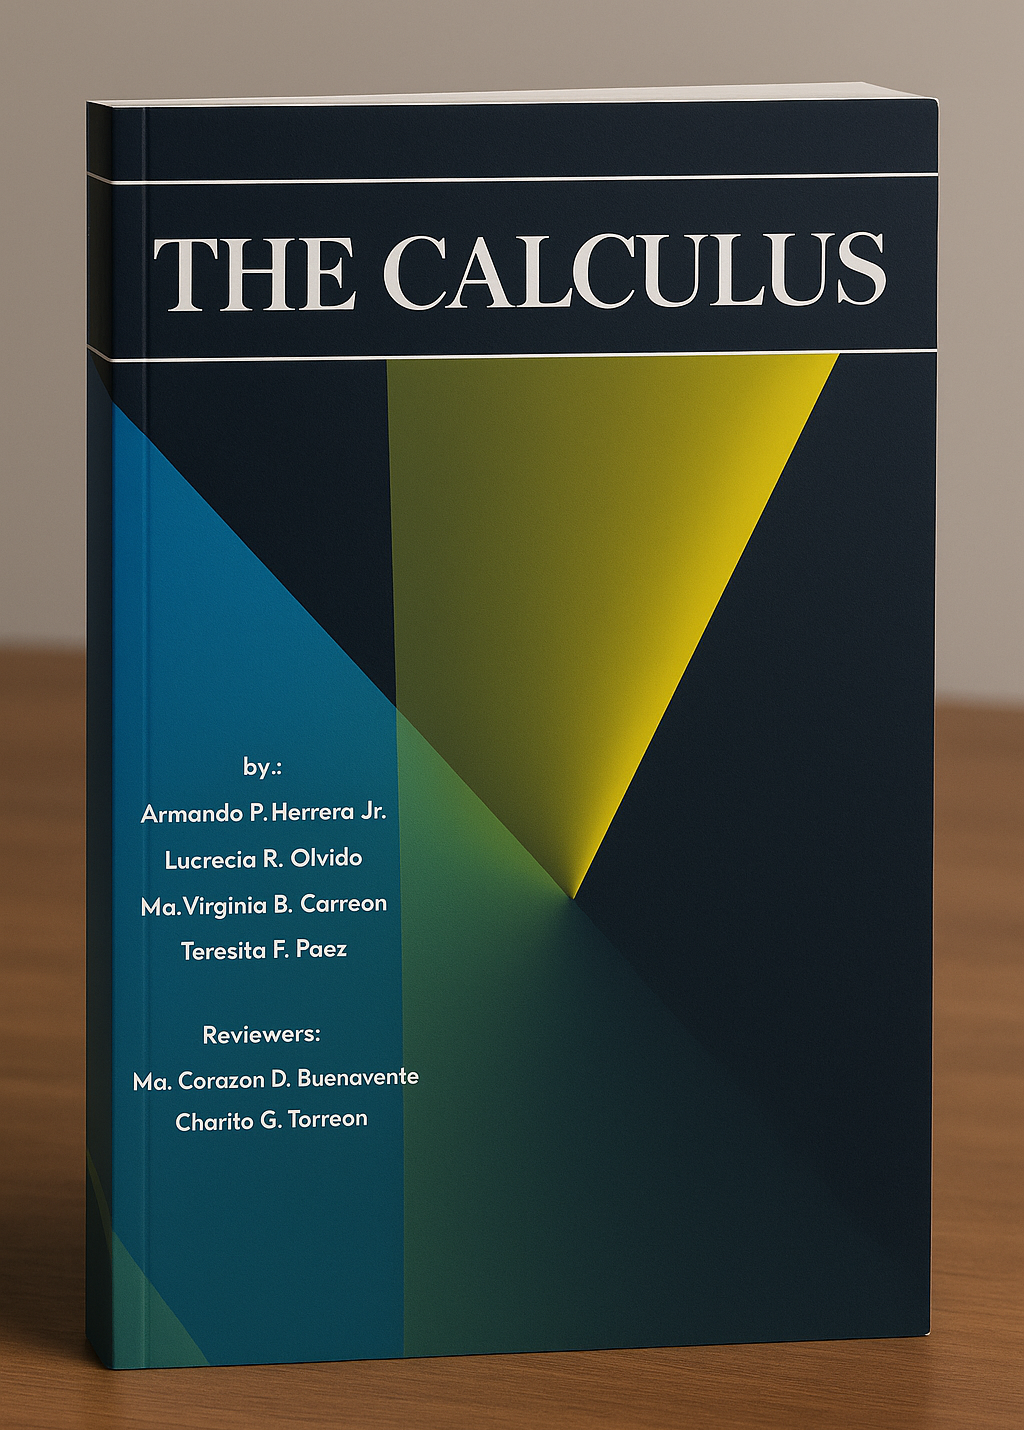 THE CALCULUS
by.:
Armando P. Herrera Jr.
Lucrecia R. Olvido
Ma. Virginia B. Carreon
Teresita F. Paez
Reviewers:
Ma. Corazon D. Buenavente
Charito G. Torreon